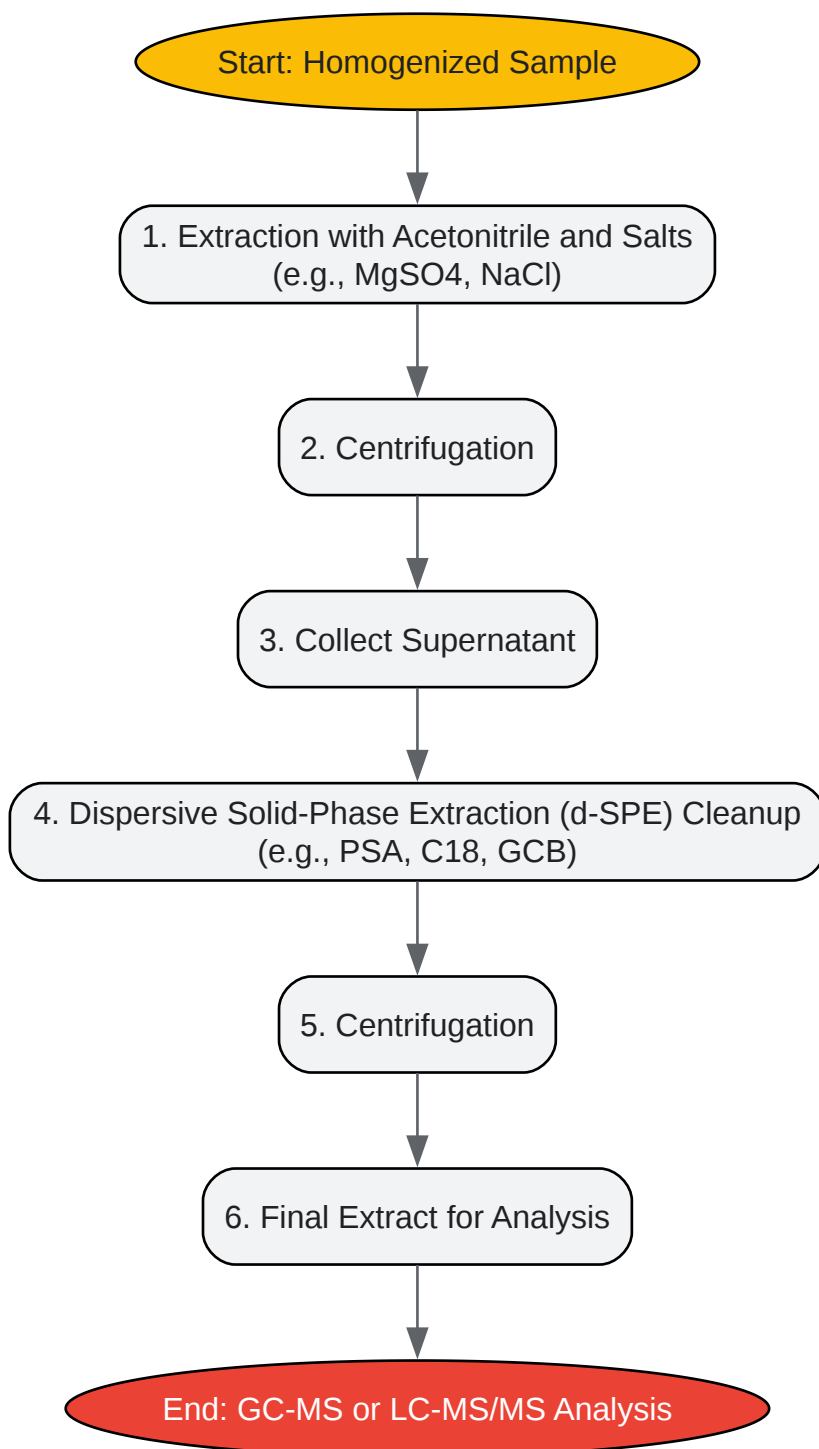 Start: Homogenized Sample
1. Extraction with Acetonitrile and Salts
(e.g., MgSO4, NaCl)
2. Centrifugation
3. Collect Supernatant
4. Dispersive Solid-Phase Extraction (d-SPE) Cleanup
(e.g., PSA, C18, GCB)
5. Centrifugation
6. Final Extract for Analysis
End: GC-MS or LC-MS/MS Analysis